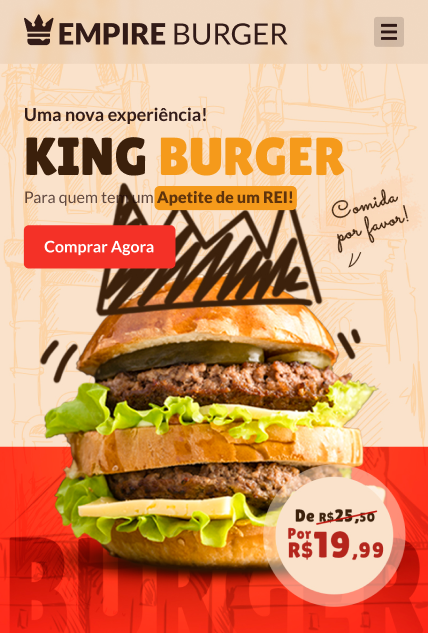 EMPIRE BURGER
Uma nova experiência!
KING BURGER
Para quem tem um Apetite de um REI!
Comprar Agora
Comida
por favor!
De R$25,50
Por
R$19,99
BURGER